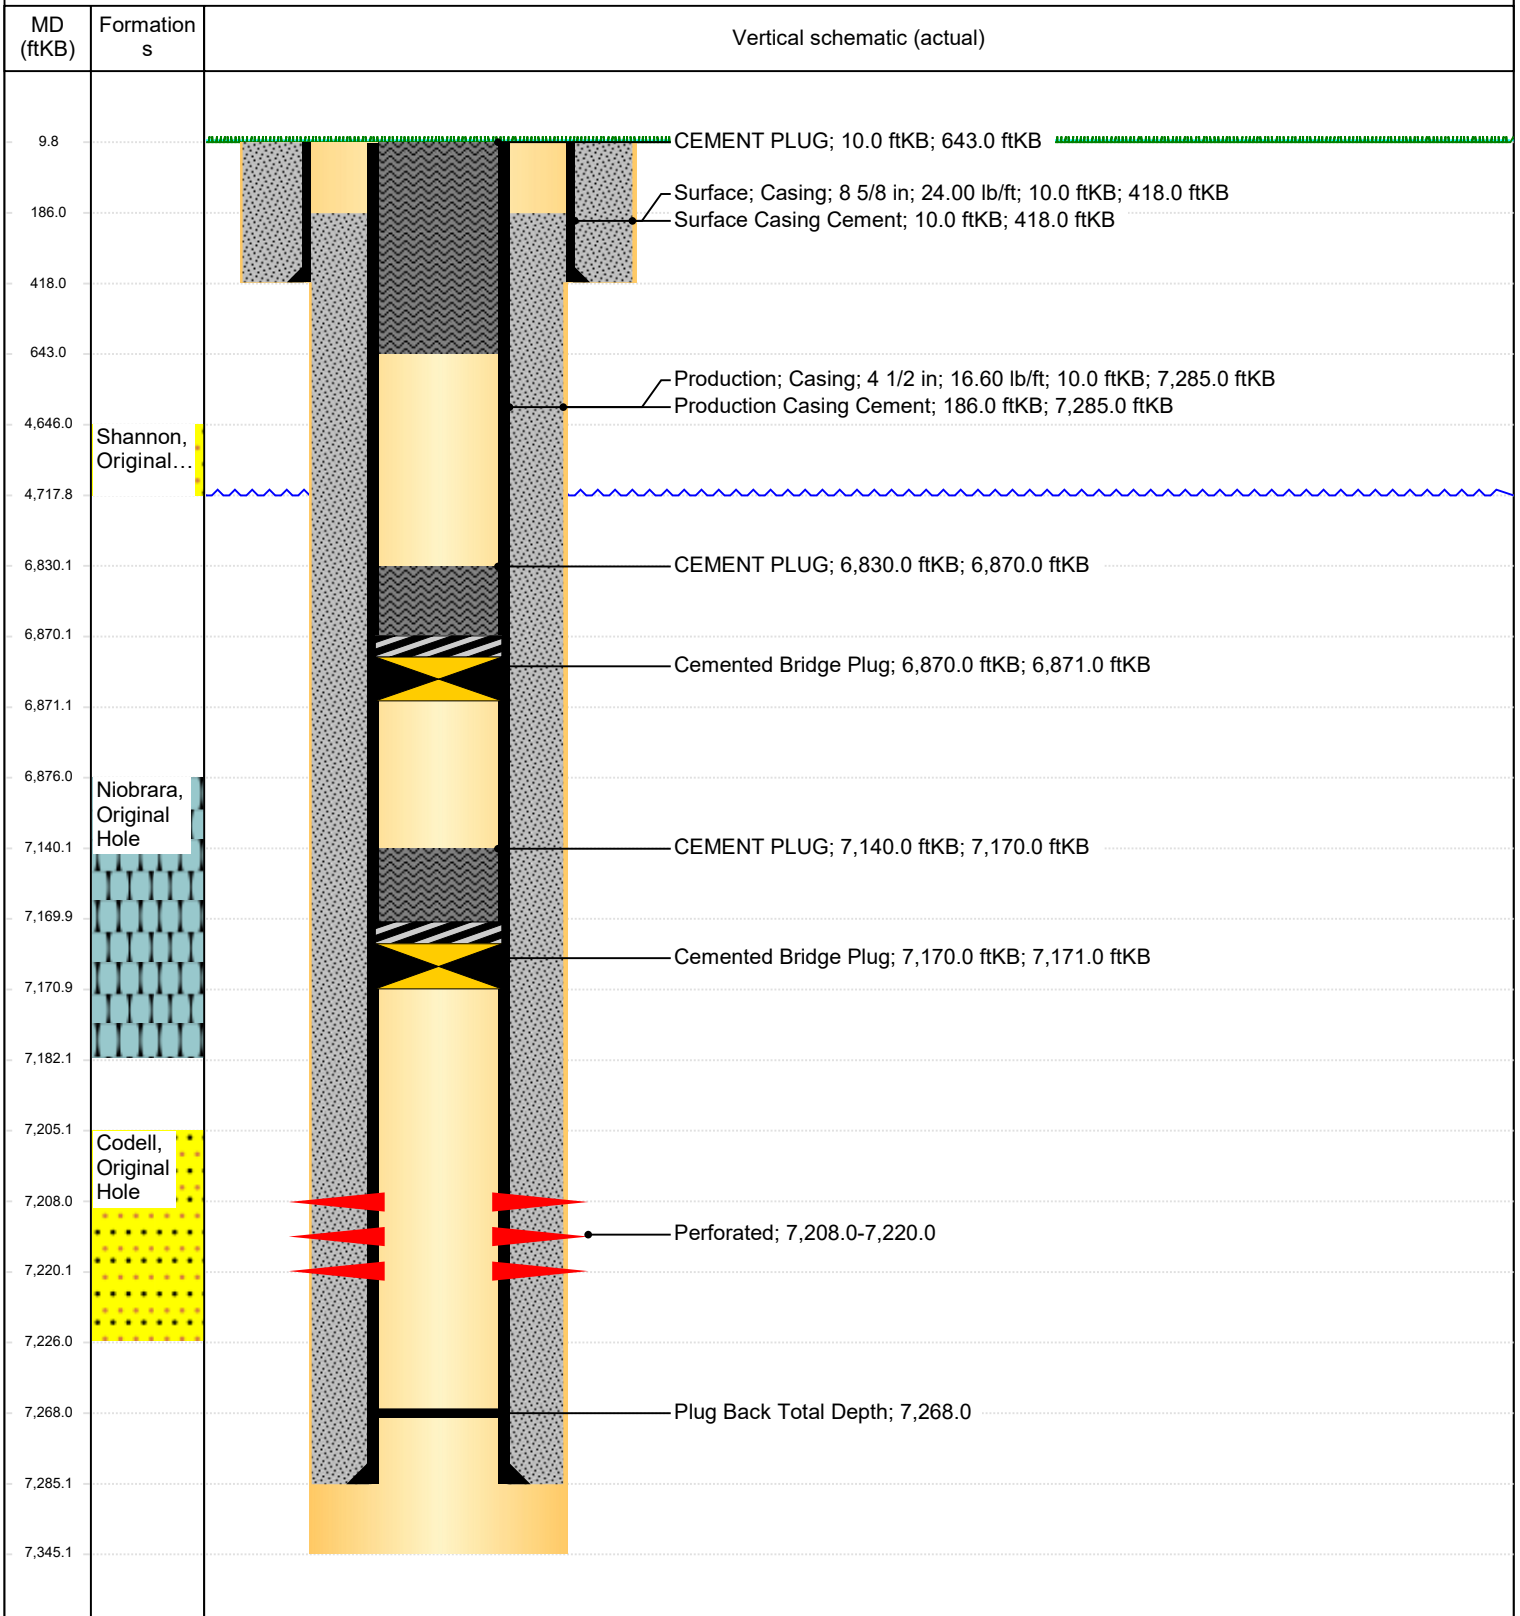 MD
(ftKB)
Formation
s
Vertical schematic (actual)
9.8
CEMENT PLUG; 10.0 ftKB; 643.0 ftKB
Surface; Casing; 8 5/8 in; 24.00 lb/ft; 10.0 ftKB; 418.0 ftKB
186.0
Surface Casing Cement; 10.0 ftKB; 418.0 ftKB
418.0
643.0
Production; Casing; 4 1/2 in; 16.60 lb/ft; 10.0 ftKB; 7,285.0 ftKB
Production Casing Cement; 186.0 ftKB; 7,285.0 ftKB
4,646.0
Shannon,
Original...
4,717.8
6,830.1
CEMENT PLUG; 6,830.0 ftKB; 6,870.0 ftKB
6,870.1
Cemented Bridge Plug; 6,870.0 ftKB; 6,871.0 ftKB
6,871.1
6,876.0
Niobrara,
Original
Hole
7,140.1
CEMENT PLUG; 7,140.0 ftKB; 7,170.0 ftKB
7,169.9
Cemented Bridge Plug; 7,170.0 ftKB; 7,171.0 ftKB
7,170.9
7,182.1
7,205.1
Codell,
Original
Hole
7,208.0
Perforated; 7,208.0-7,220.0
7,220.1
7,226.0
7,268.0
Plug Back Total Depth; 7,268.0
7,285.1
7,345.1